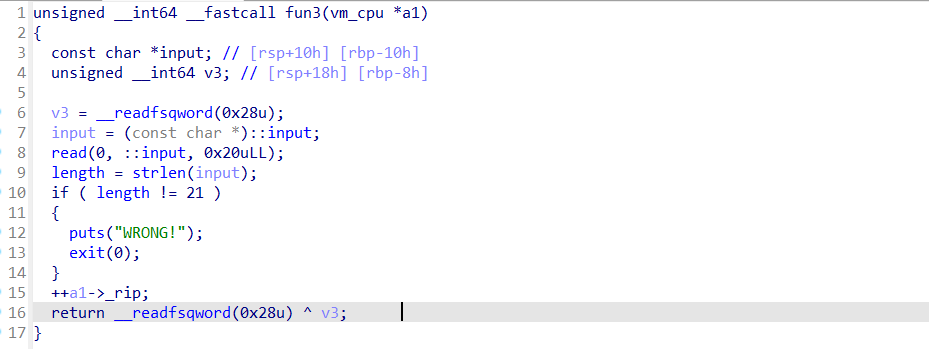 1 unsigned __int64 __fastcall fun3(vm_cpu *a1)
2 {
3   const char *input; // [rsp+10h] [rbp-10h]
4   unsigned __int64 v3; // [rsp+18h] [rbp-8h]
5
6   v3 = __readfsqword(0x28u);
7   input = (const char *)::input;
8   read(0, ::input, 0x20uLL);
9   length = strlen(input);
10   if ( length != 21 )
11   {
12     puts("WRONG!");
13     exit(0);
14   }
15   ++a1->_rip;
16   return __readfsqword(0x28u) ^ v3;
17 }